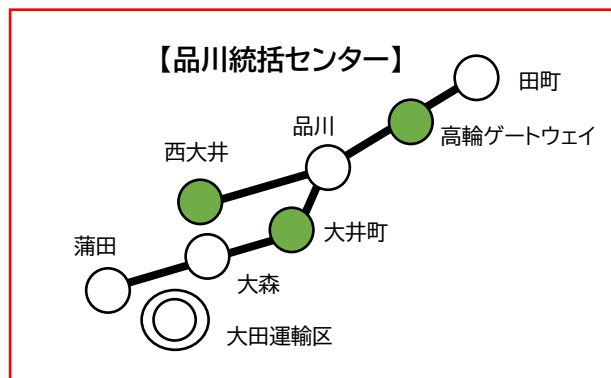 【品川統括センター】
田町
品川
高輪ゲートウェイ
西大井
大井町
蒲田
大森
大田運輸区